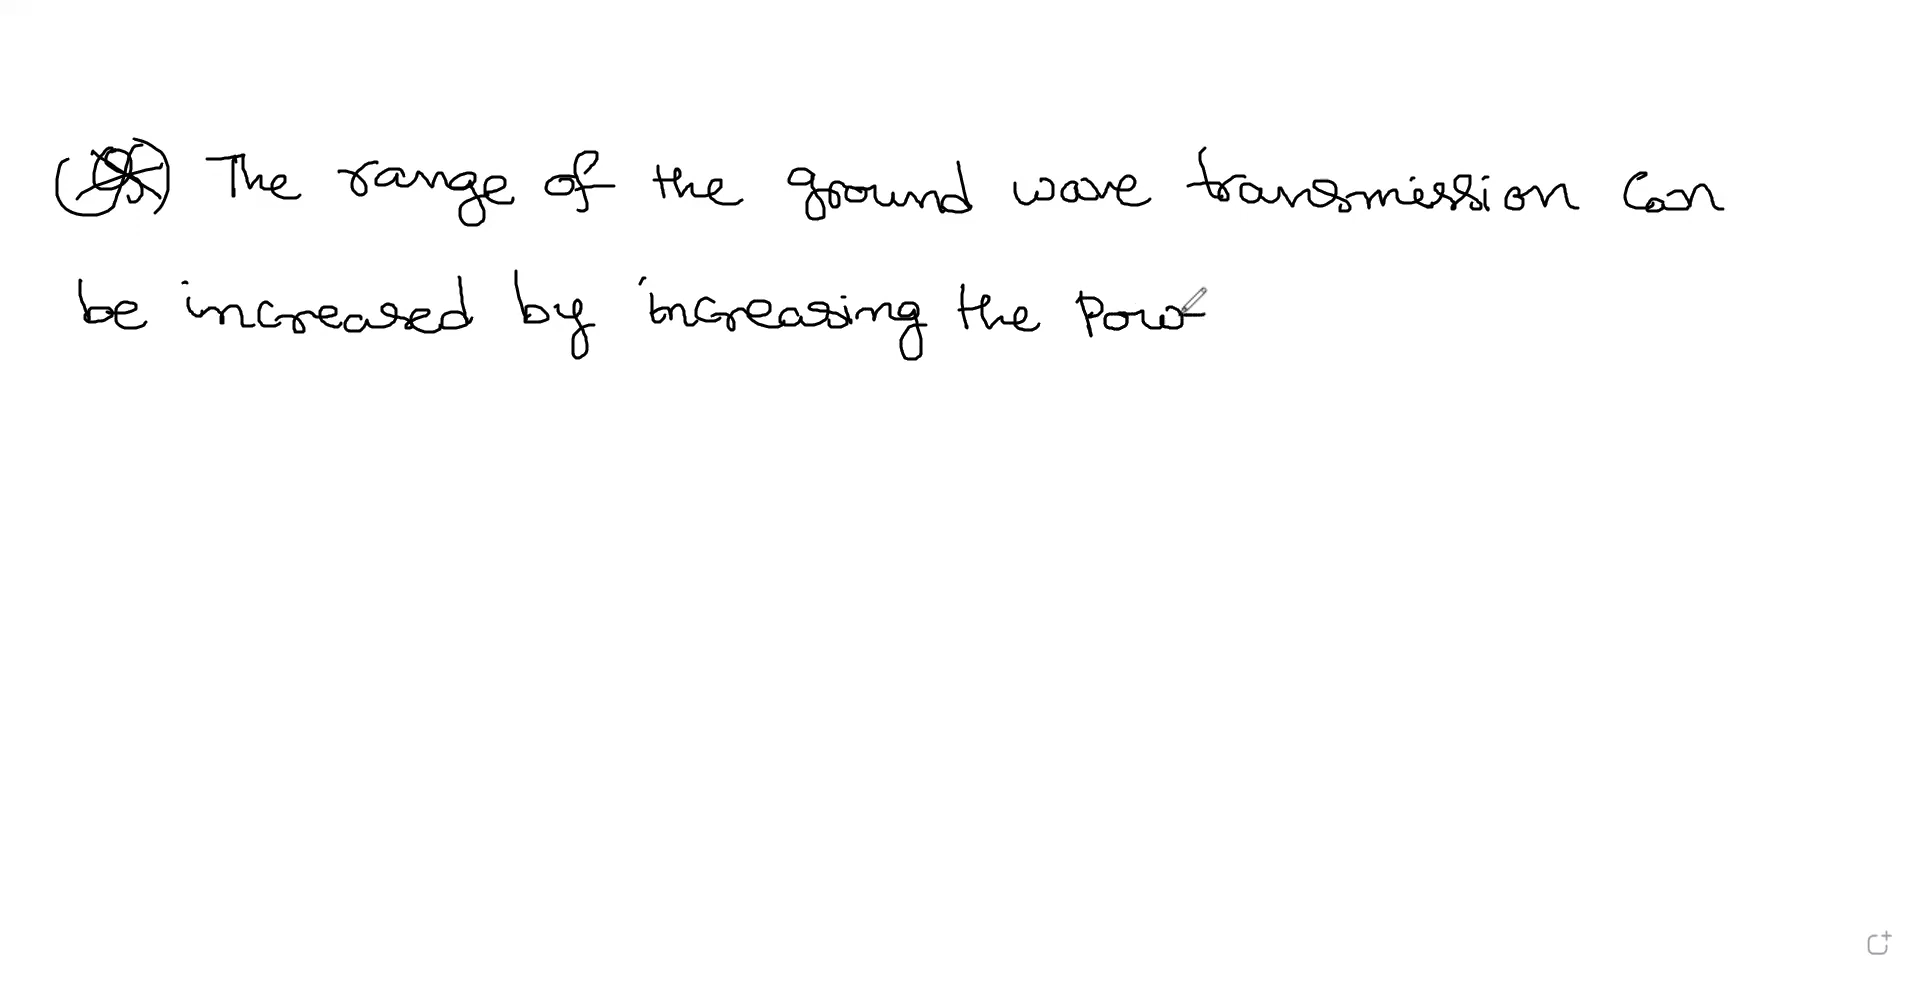 The range of the ground wave transmission can
be increased by increasing the pow